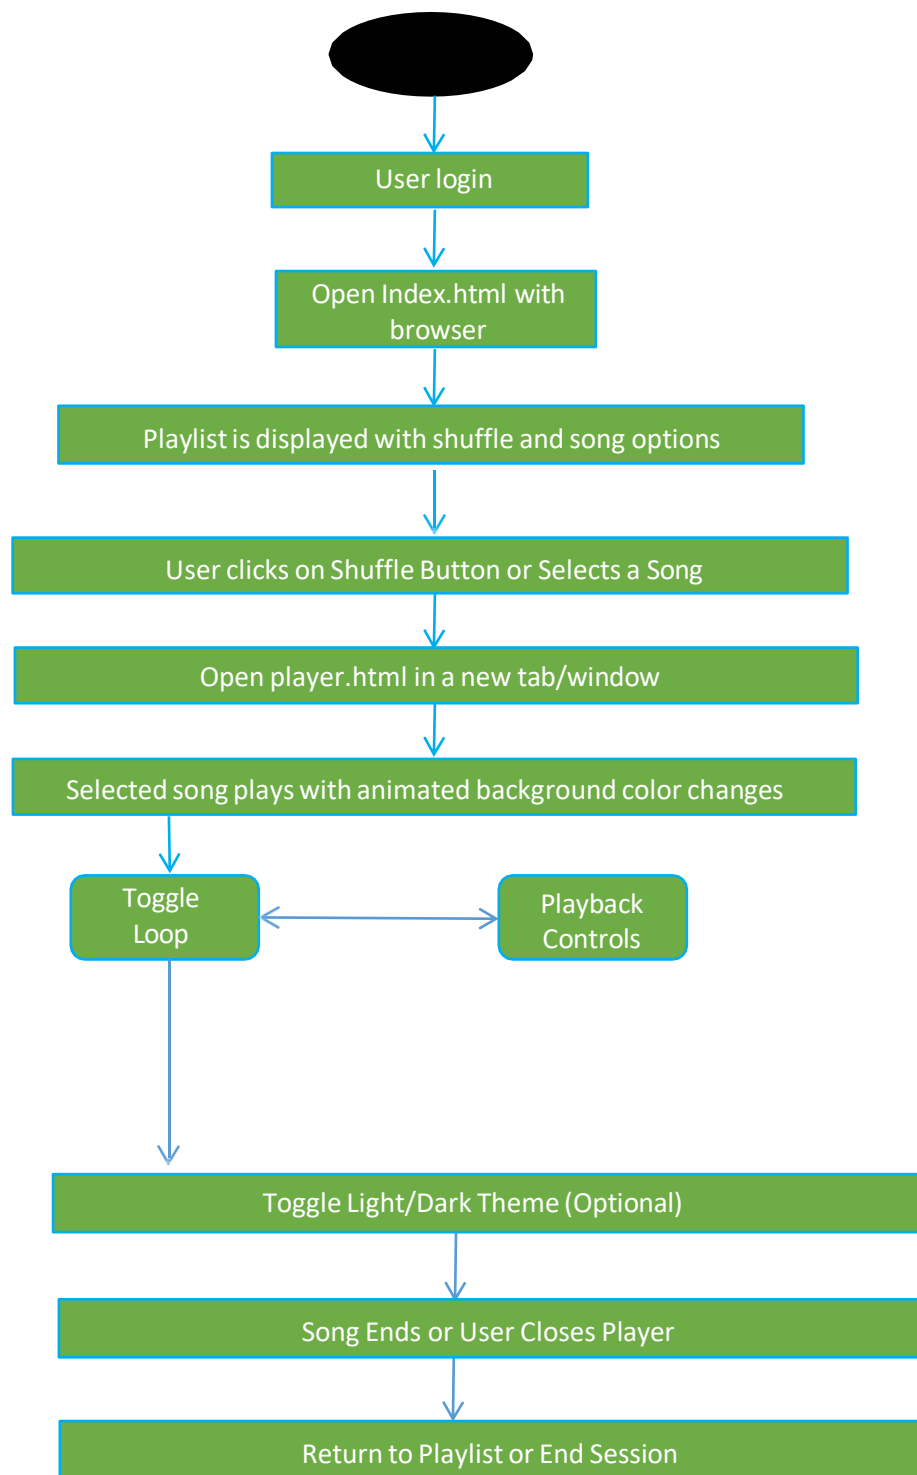 User login
Open Index.html with
browser
Playlist is displayed with shuffle and song options
User clicks on Shuffle Button or Selects a Song
Open player.html in a new tab/window
Selected song plays with animated background color changes
Toggle
Loop
Playback
Controls
Toggle Light/Dark Theme (Optional)
Song Ends or User Closes Player
Return to Playlist or End Session